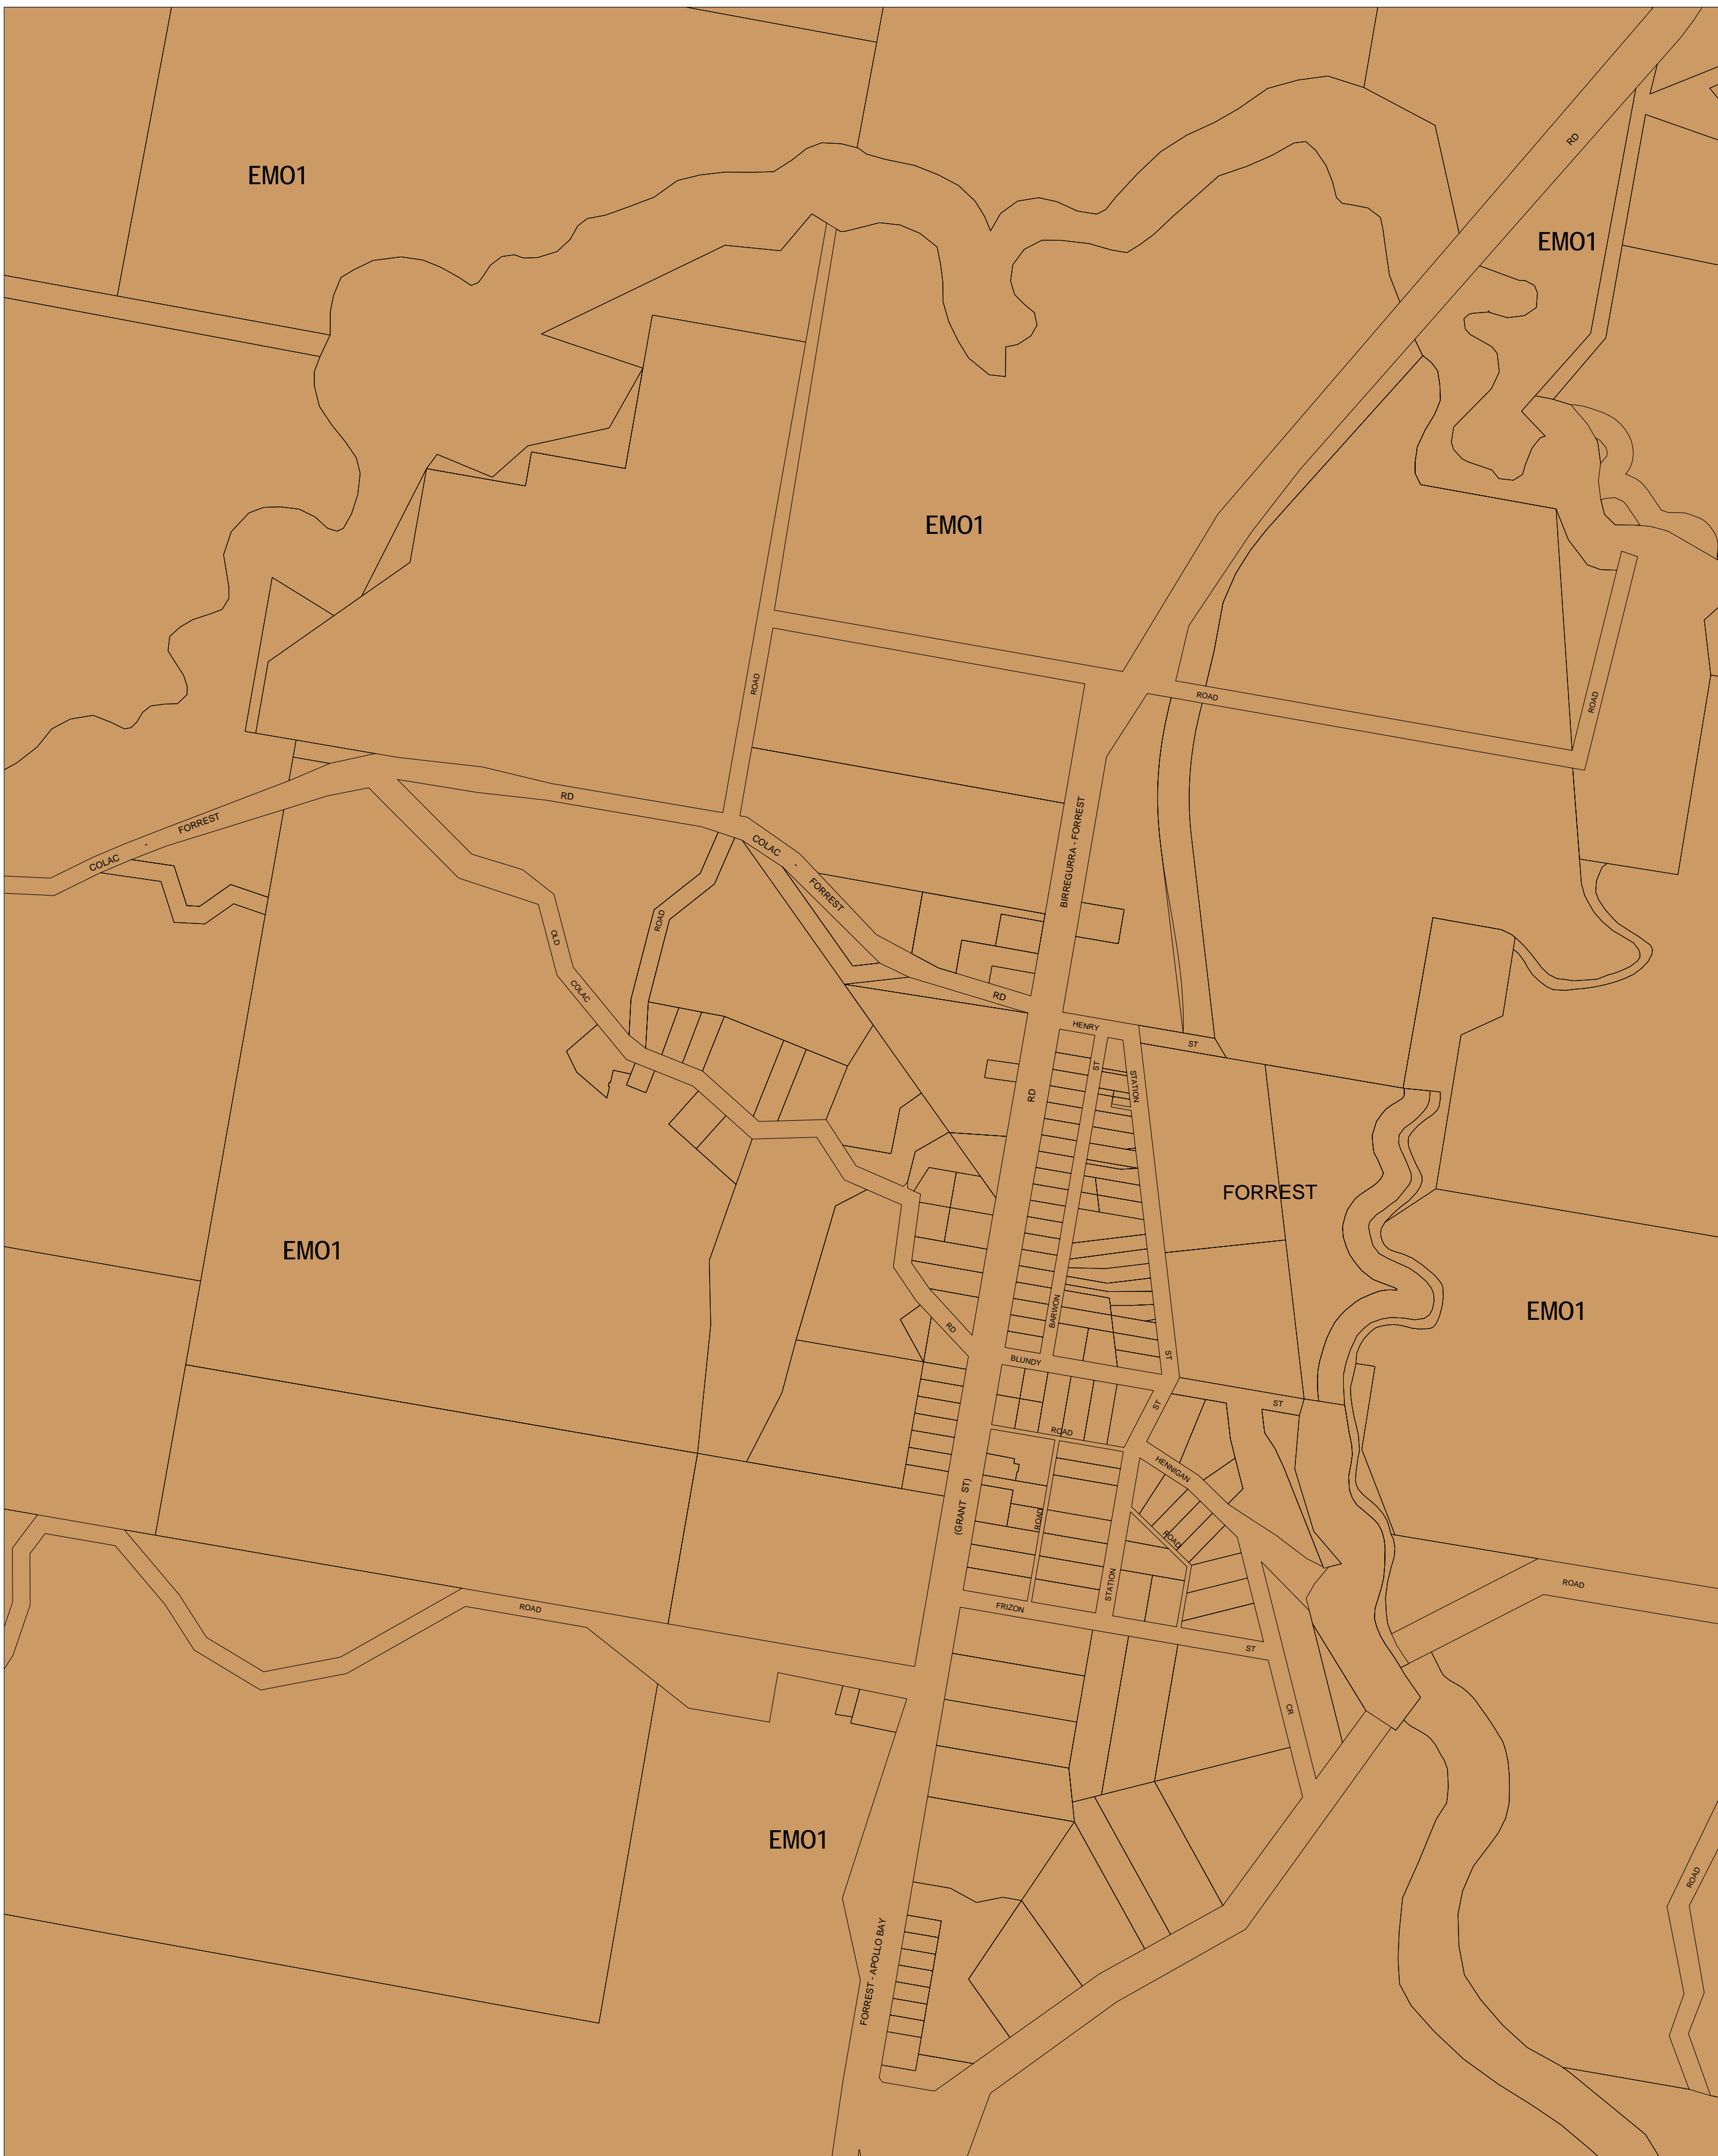 RD
EMO1
EMO1
EMO1
ROAD
ROAD
ROAD
RD
FORREST
-
COLAC
COLAC
-
FORREST
BIRREGURRA - FORREST
ROAD
OLD
COLAC
RD
HENRY
ST
ST
STATION
RD
FORREST
EMO1
EMO1
BARWON
RD
BLUNDY
ST
ST
ST
ROAD
HENNIGAN
(GRANT ST)
ROAD
ROAD
STATION
ROAD
ROAD
FRIZON
ST
CR
EMO1
ROAD
FORREST - APOLLO BAY